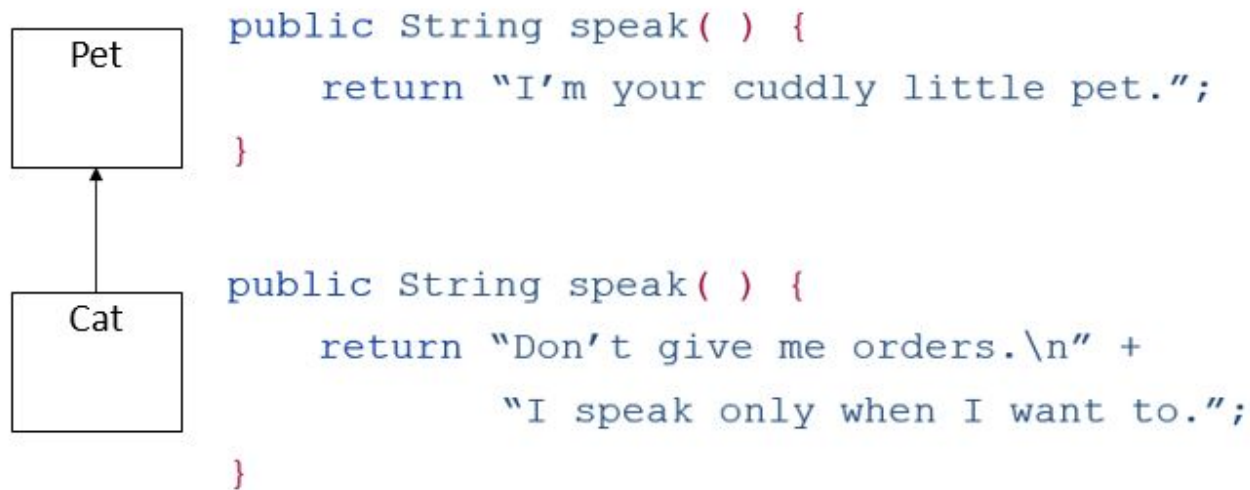 Pet
public String speak( ) {
return “I’m your cuddly little pet.”;
}
Cat
public String speak( ) {
return “Don’t give me orders.\n” +
“I speak only when I want to.”;
}